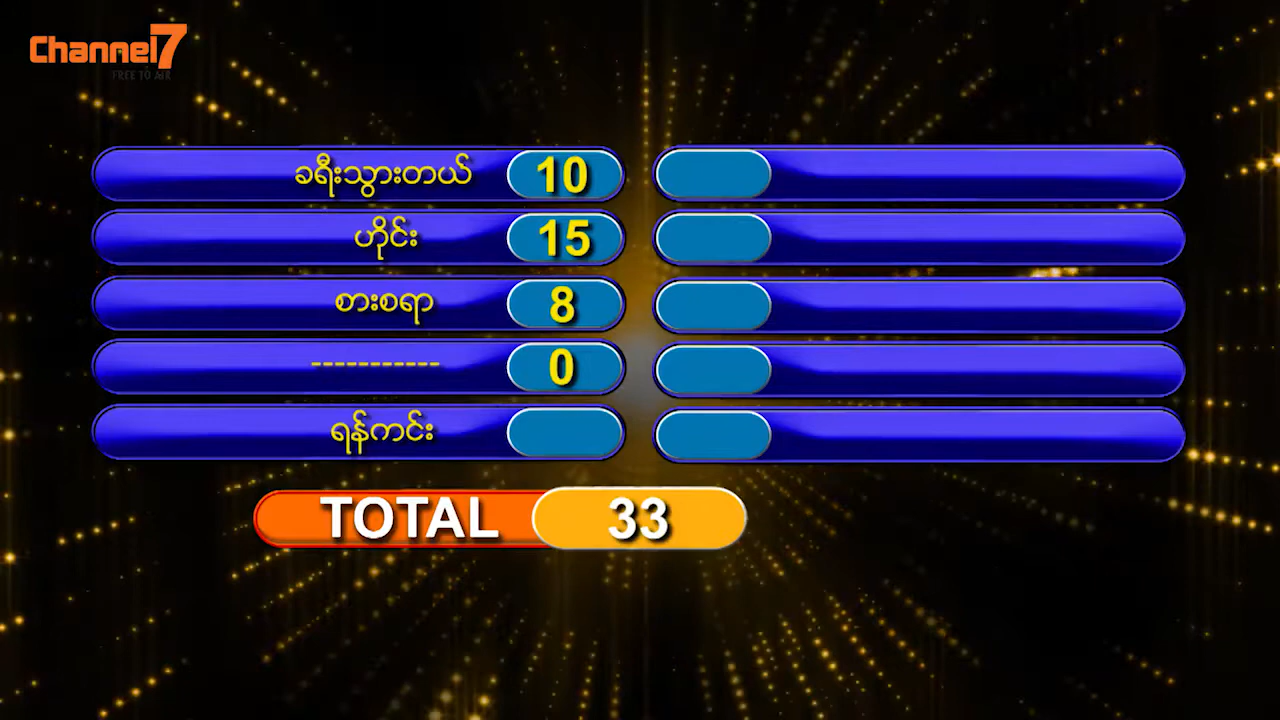 Channel7
FREE TO AIR
ခရီးသွားတယ် 10
ဟိုင်း 15
စားစရာ 8
----------- 0
ရန်ကင်း
TOTAL 33